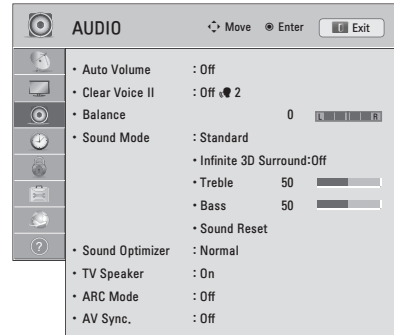 AUDIO Move Enter Exit
• Auto Volume : Off
• Clear Voice II : Off 2
• Balance 0 L R
• Sound Mode : Standard
• Infinite 3D Surround:Off
• Treble 50
• Bass 50
• Sound Reset
• Sound Optimizer : Normal
• TV Speaker : On
• ARC Mode : Off
• AV Sync. : Off
?